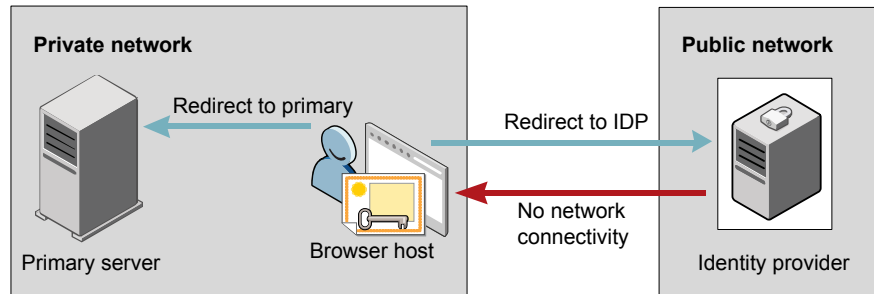 Private network
Public network
Redirect to primary
Redirect to IDP
No network
connectivity
Primary server
Browser host
Identity provider